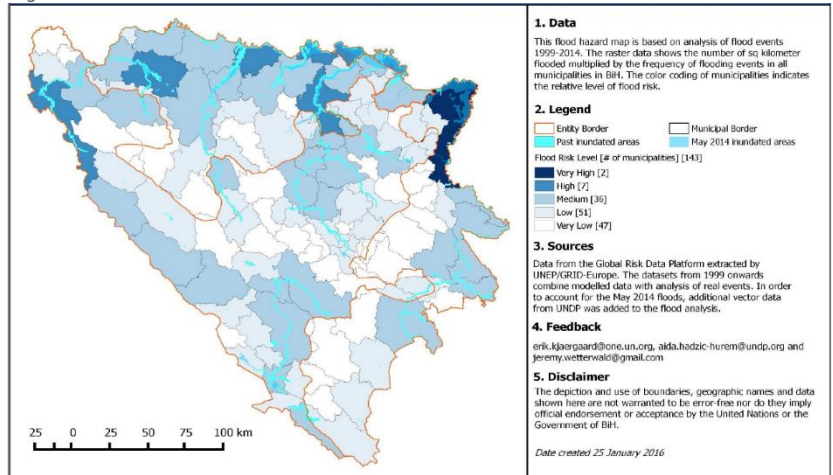 1. Data
This flood hazard map is based on analysis of flood events
1999-2014. The raster data shows the number of sq kilometer
flooded multiplied by the frequency of flooding events in all
municipalities in BiH. The color coding of municipalities indicates
the relative level of flood risk.
2. Legend
Entity Border
Municipal Border
Past inundated areas
May 2014 inundated areas
Flood Risk Level [# of municipalities] [143]
Very High [2]
High [7]
Medium [36]
Low [51]
Very Low [47]
3. Sources
Data from the Global Risk Data Platform extracted by
UNEP/GRID-Europe. The datasets from 1999 onwards
combine modelled data with analysis of real events. In order
to account for the May 2014 floods, additional vector data
from UNDP was added to the flood analysis.
4. Feedback
erik.kjaergaard@one.un.org, aida.hadzic-hurem@undp.org and
jeremy.wetterwald@gmail.com
5. Disclaimer
The depiction and use of boundaries, geographic names and data
shown here are not warranted to be error-free nor do they imply
official endorsement or acceptance by the United Nations or the
Government of BiH.
Date created 25 January 2016
25 0 25 50 75 100 km